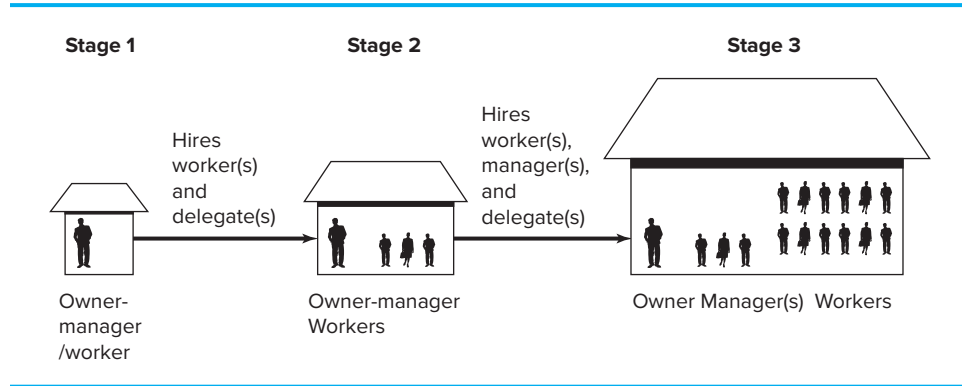 Stage 1
Stage 2
Stage 3
Hires
worker(s)
and
delegate(s)
Hires
worker(s),
manager(s),
and
delegate(s)
Owner-
manager
/worker
Owner-manager
Workers
Owner Manager(s) Workers